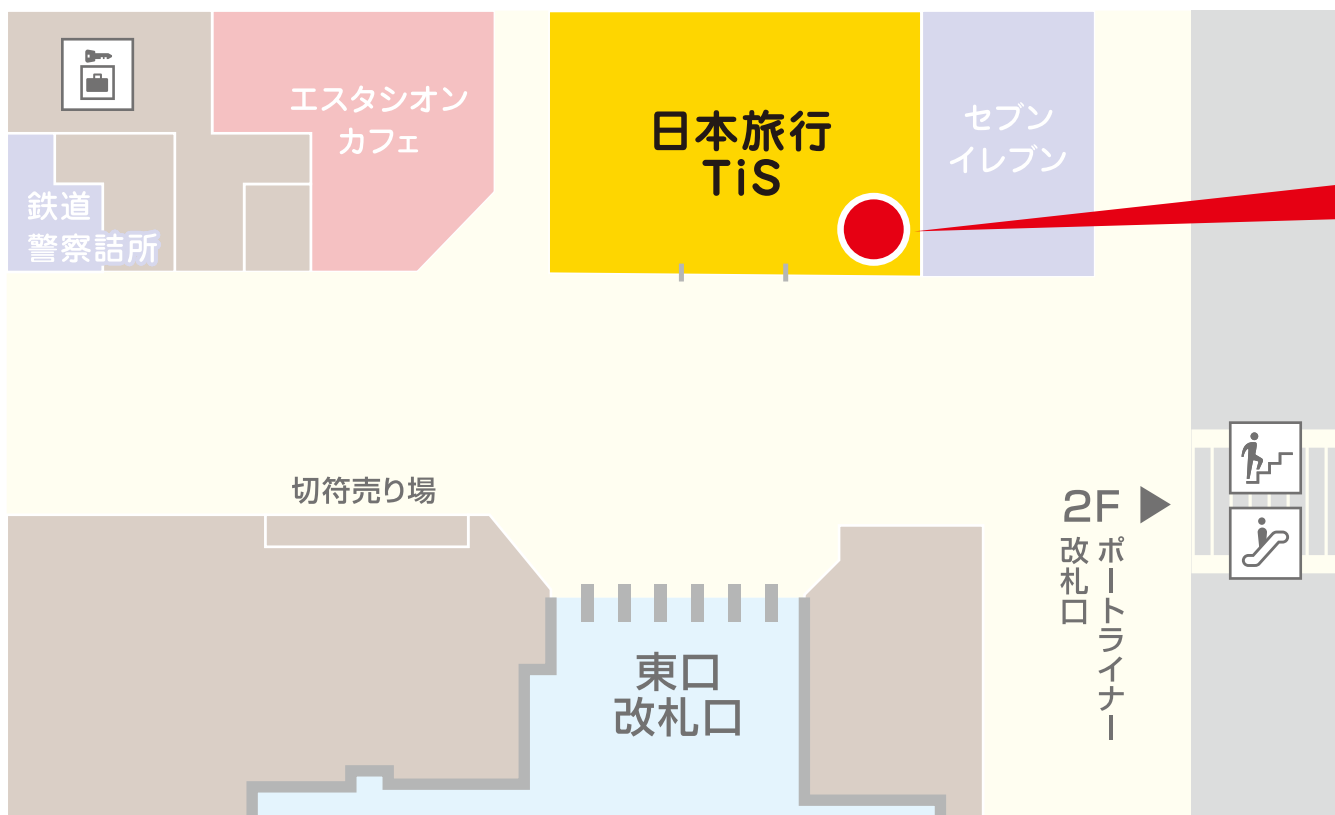 エスタシオン
カフェ
日本旅行
TiS
セブン
イレブン
鉄道
警察詰所
切符売り場
2F
ポートライナー
改札口
東口
改札口